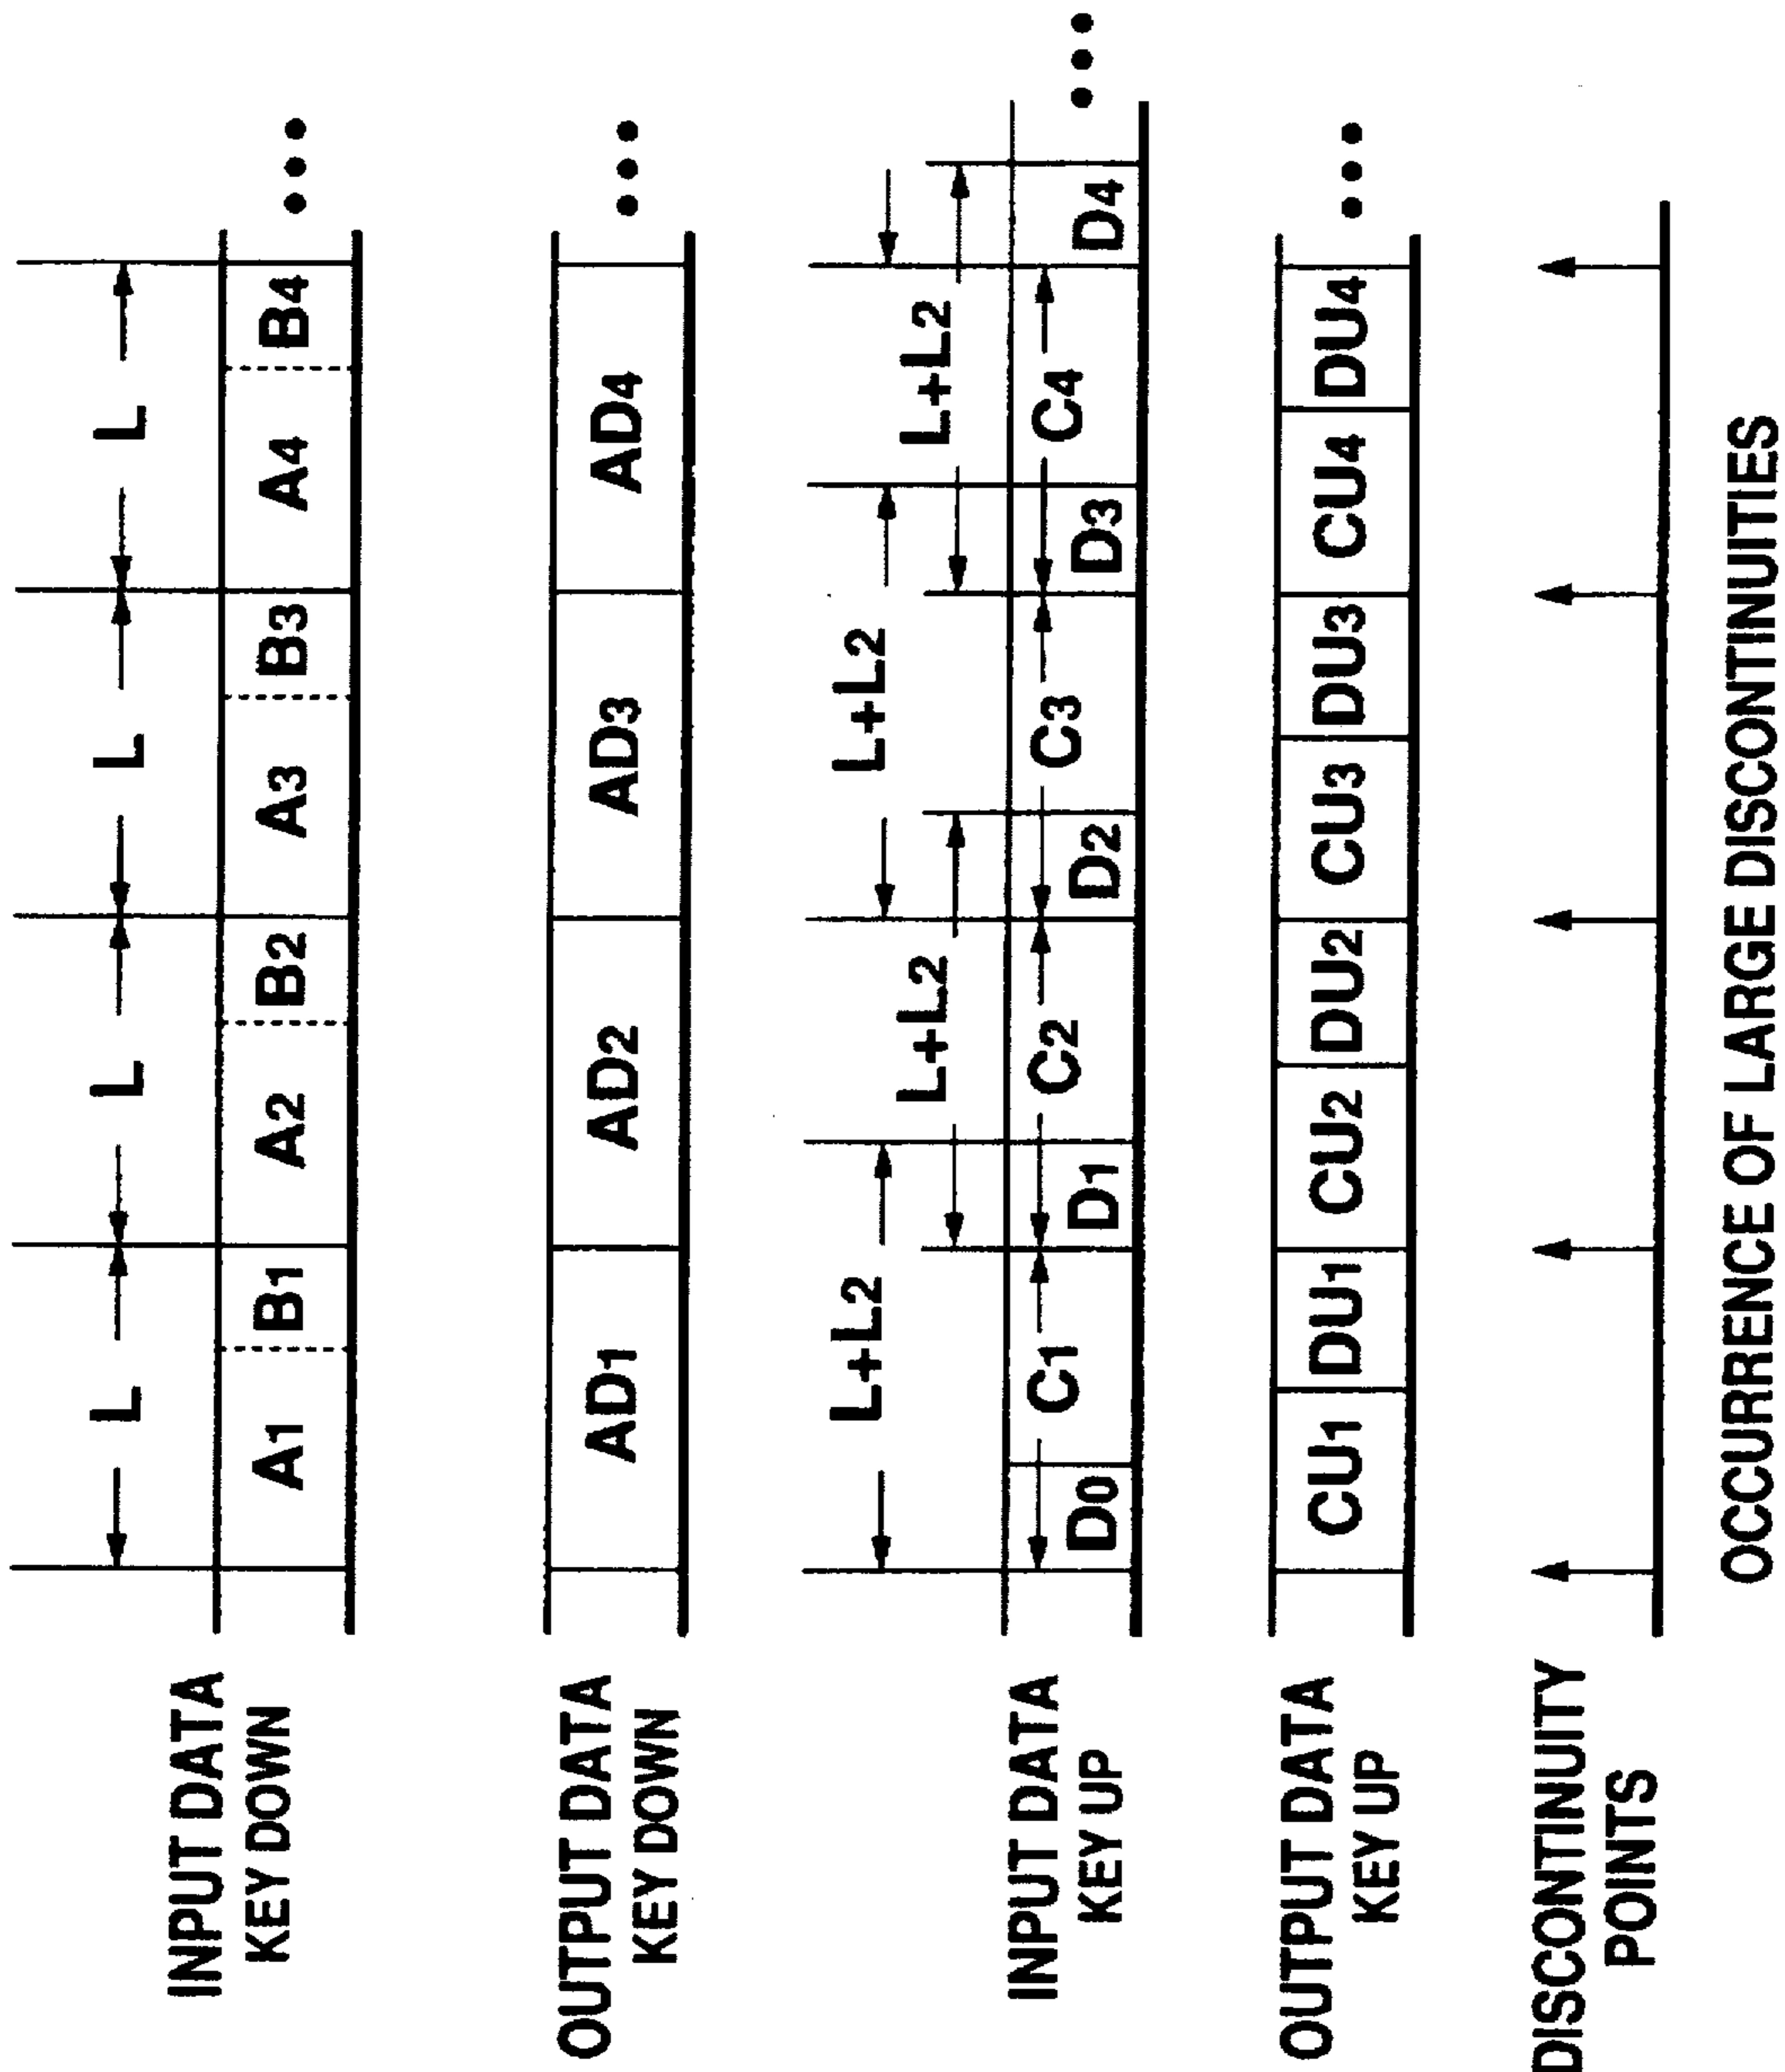 L L L L
INPUT DATA
KEY DOWN
A1 B1 A2 B2 A3 B3 A4 B4
OUTPUT DATA
KEY DOWN
AD1 AD2 AD3 AD4
L+L2 L+L2
L+L2 L+L2
INPUT DATA
KEY UP
C1 C2 C3 C4
D0 D1 D2 D3 D4
OUTPUT DATA
KEY UP
CU1 DU1 CU2 DU2 CU3 DU3 CU4 DU4
DISCONTINUITY
POINTS
OCCURRENCE OF LARGE DISCONTINUITIES